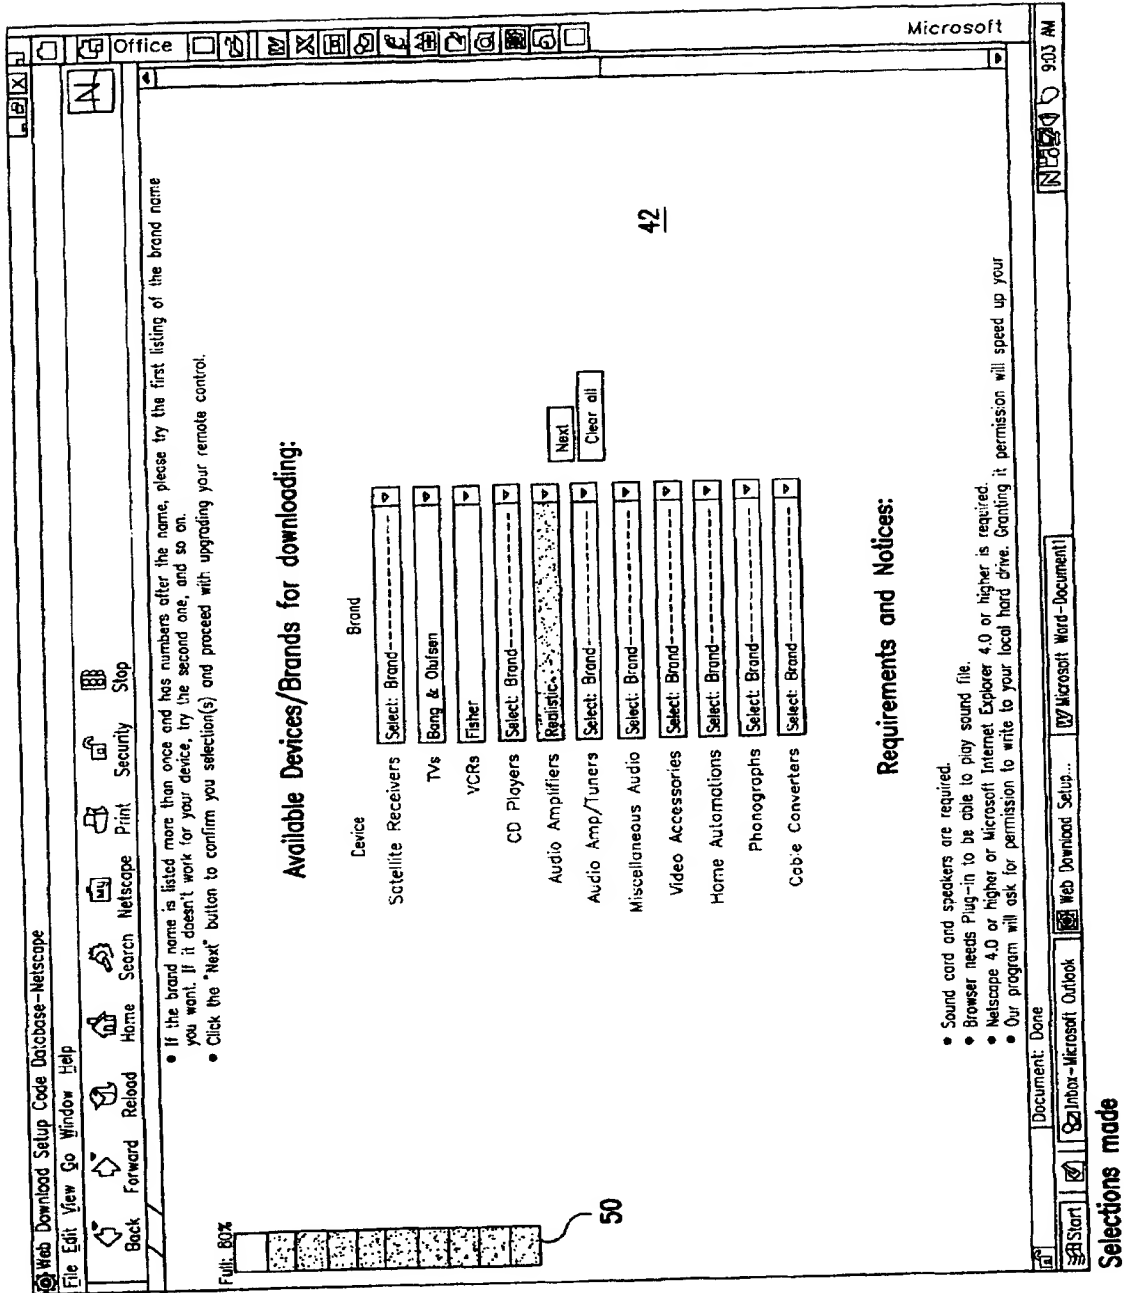 Web Download Setup Code Database-Netscape
File Edit View Go Window Help
Back Forward Reload Home Search Netscape Print Security Stop
N
Office
Microsoft
• If the brand name is listed more than once and has numbers after the name, please try the first listing of the brand name
you want. If it doesn't work for your device, try the second one, and so on.
• Click the "Next" button to confirm you selection(s) and proceed with upgrading your remote control.
Full: 80%
50
Available Devices/Brands for downloading:
Device Brand
Satellite Receivers Select: Brand
TVs Bang & Olufsen
VCRs Fisher
CD Players Select: Brand
Audio Amplifiers Realistic
Audio Amp/Tuners Select: Brand
Miscellaneous Audio Select: Brand
Video Accessories Select: Brand
Home Automations Select: Brand
Phonographs Select: Brand
Cable Converters Select: Brand
Next
Clear all
42
Requirements and Notices:
• Sound card and speakers are required.
• Browser needs Plug-in to be able to play sound file.
• Netscape 4.0 or higher or Microsoft Internet Explorer 4.0 or higher is required.
• Our program will ask for permission to write to your local hard drive. Granting it permission will speed up your
Document: Done
Start Inbox-Microsoft Outlook Web Download Setup... Microsoft Word-Document1 9:03 AM
Selections made